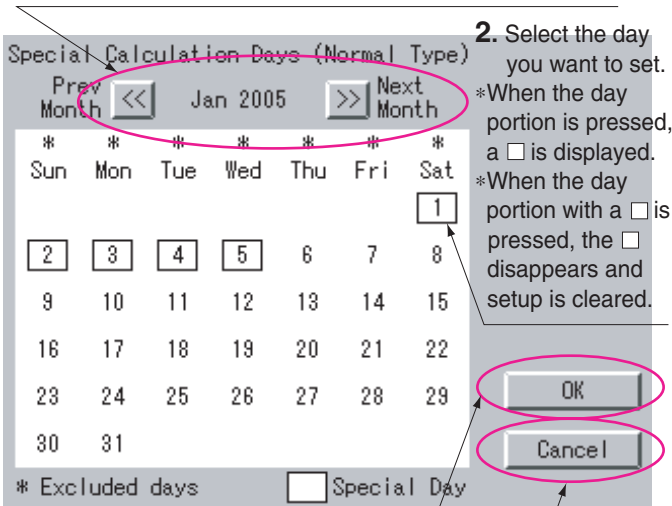 Special Calculation Days (Normal Type)
Prev Month << Jan 2005 >> Next Month
* * * * * * *
Sun Mon Tue Wed Thu Fri Sat
1
2 3 4 5 6 7 8
9 10 11 12 13 14 15
16 17 18 19 20 21 22
23 24 25 26 27 28 29
30 31
* Excluded days □ Special Day
2. Select the day
you want to set.
*When the day
portion is pressed,
a □ is displayed.
*When the day
portion with a □ is
pressed, the □
disappears and
setup is cleared.
OK
Cancel